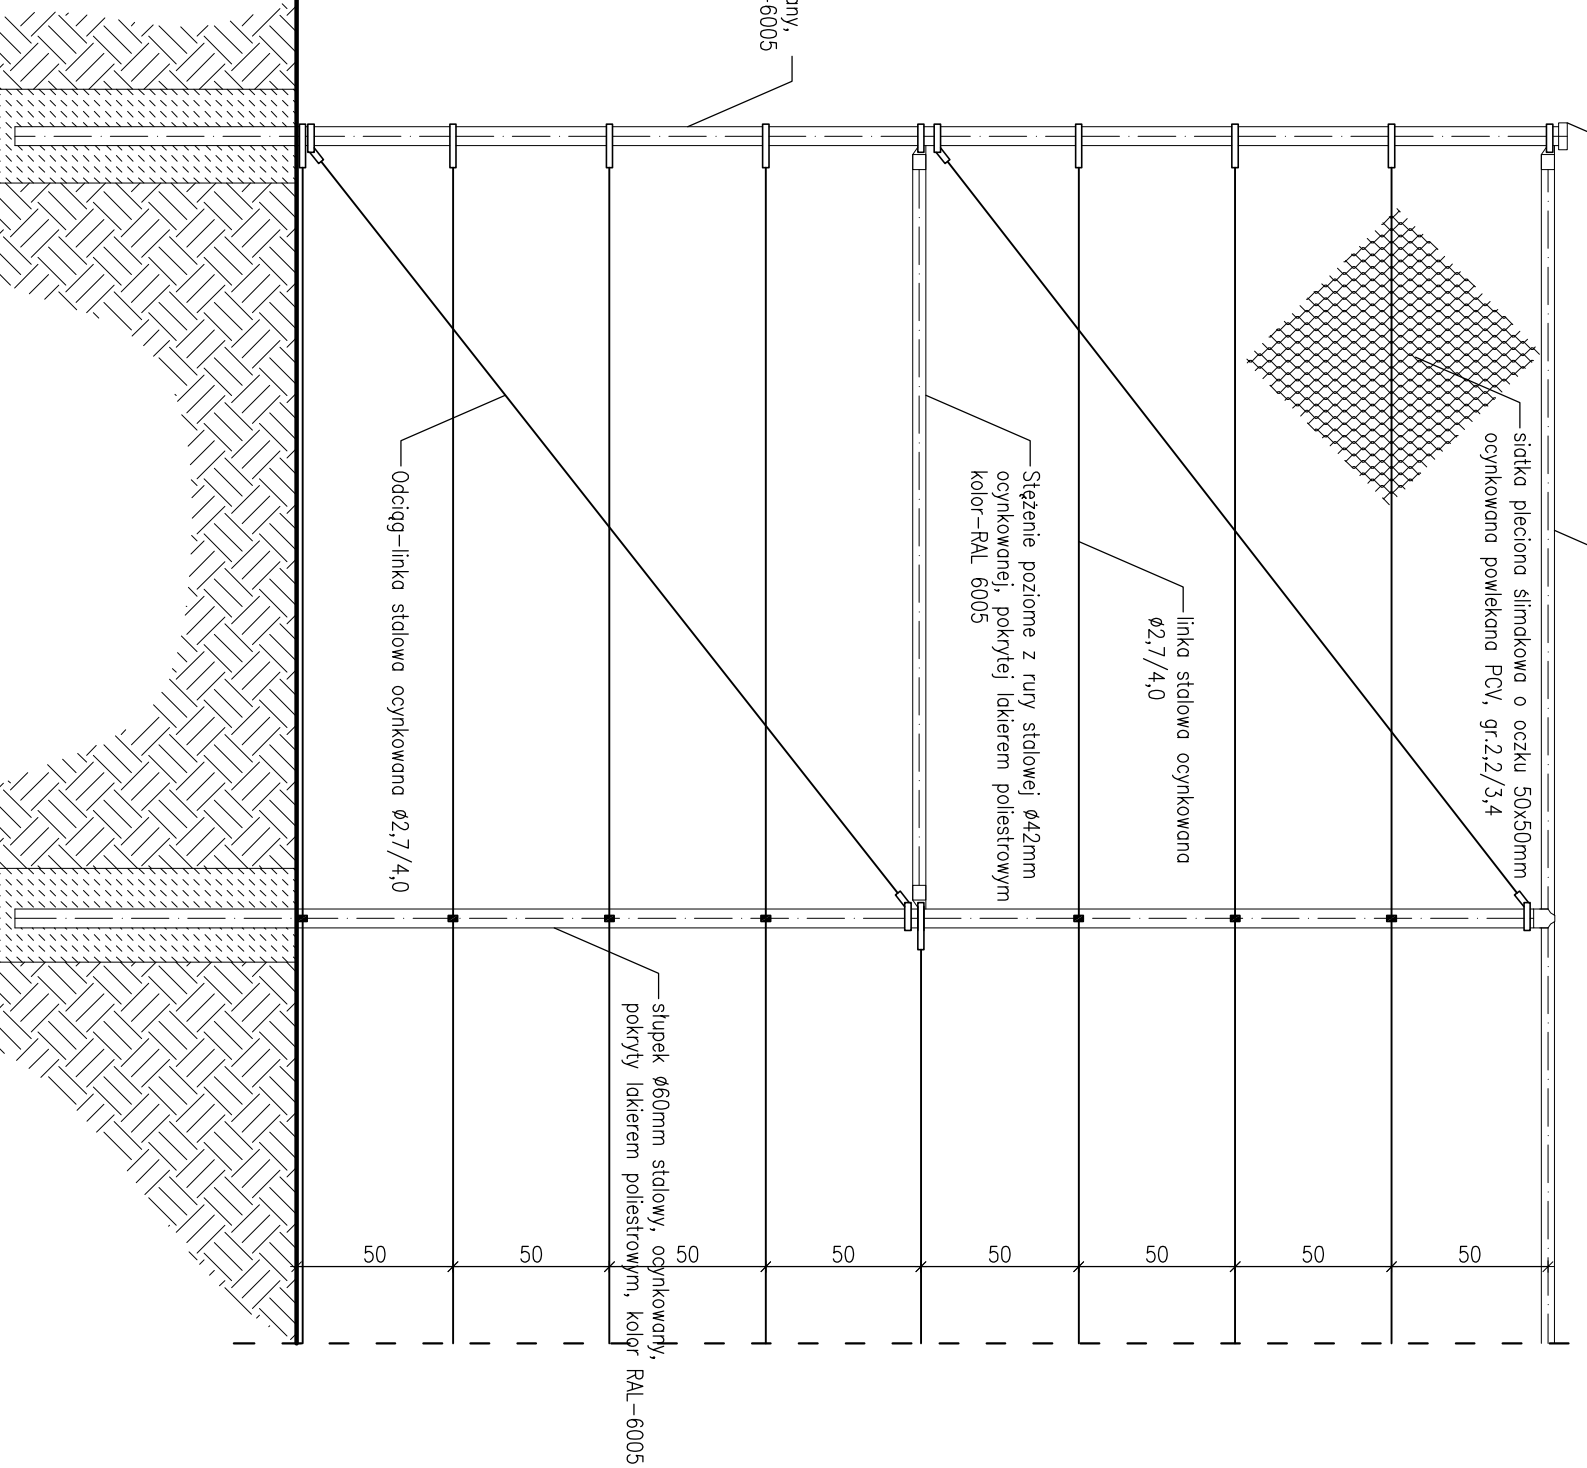 any,
-6005
siatka pleciona ślimakowa o oczku 50x50mm
ocynkowana powlekana PCV, gr.2,2/3,4
linka stalowa ocynkowana
ø2,7/4,0
Stężenie poziome z rury stalowej ø42mm
ocynkowanej, pokrytej lakierem poliestrowym
kolor-RAL 6005
Odciąg-linka stalowa ocynkowana ø2,7/4,0
słupek ø60mm stalowy, ocynkowany,
pokryty lakierem poliestrowym, kolor RAL-6005
50
50
50
50
50
50
50
50